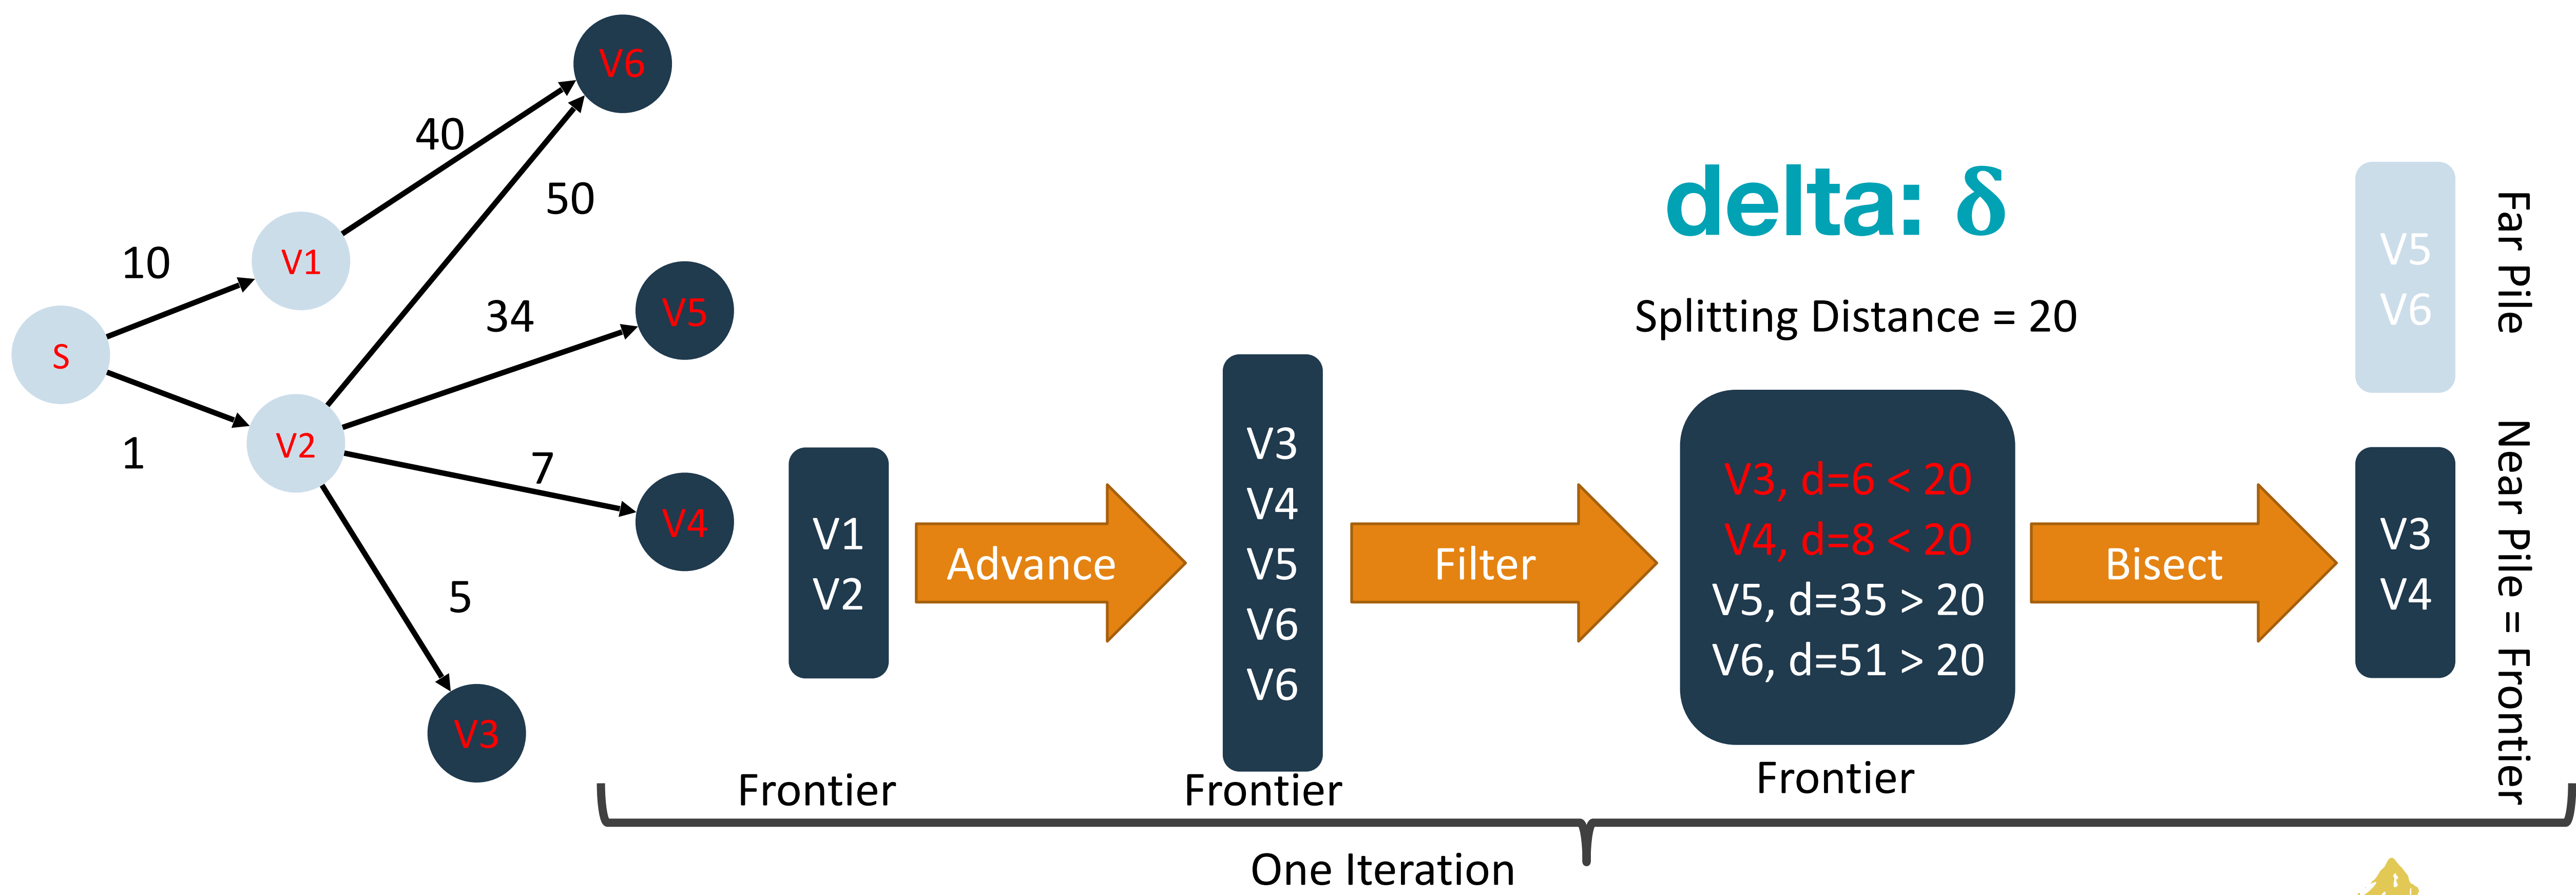 V6
40
50
delta: δ
10
V1
34
V5
Splitting Distance = 20
S
1
V2
7
V4
5
V3
V1
V2
Frontier
Advance
V3
V4
V5
V6
V6
Frontier
Filter
V3, d=6 < 20
V4, d=8 < 20
V5, d=35 > 20
V6, d=51 > 20
Frontier
Bisect
V5
V6
Far Pile
V3
V4
Near Pile = Frontier
One Iteration